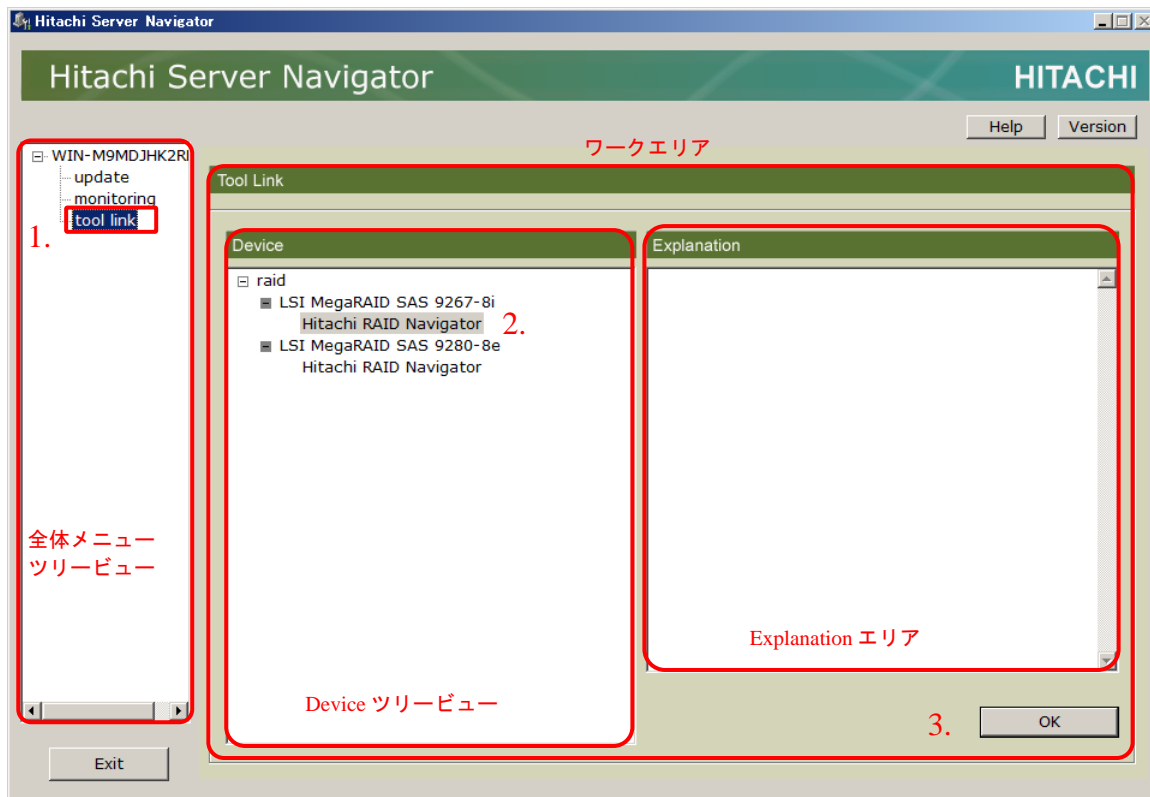 Hitachi Server Navigator
Hitachi Server Navigator
HITACHI
Help
Version
ワークエリア
WIN-M9MDJHK2R
update
monitoring
tool link
1.
Tool Link
Device
Explanation
raid
LSI MegaRAID SAS 9267-8i
Hitachi RAID Navigator
2.
LSI MegaRAID SAS 9280-8e
Hitachi RAID Navigator
全体メニュー
ツリービュー
Explanation エリア
Device ツリービュー
3.
OK
Exit